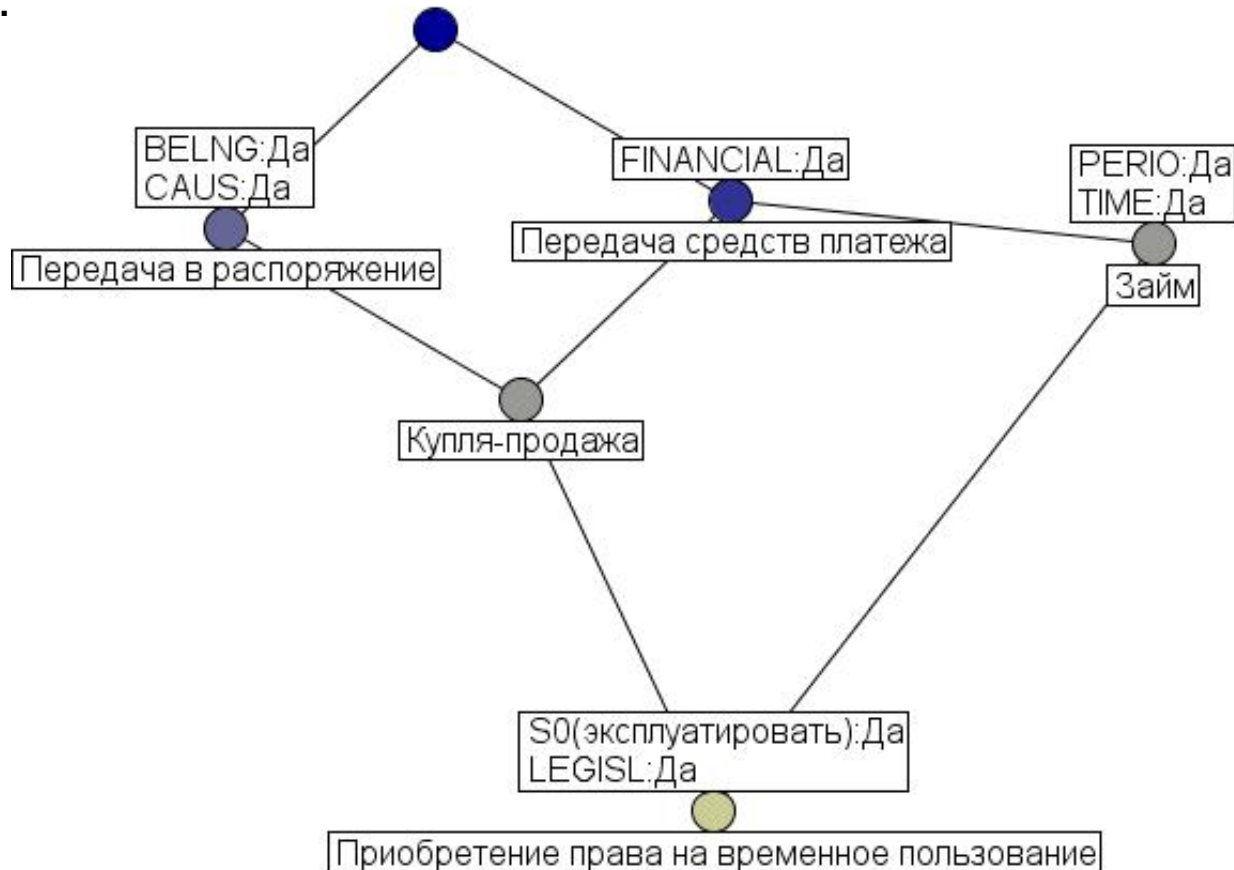 .
BELNG:Да
CAUS:Да
FINANCIAL:Да
PERIO:Да
TIME:Да
Передача в распоряжение
Передача средств платежа
Займ
Купля-продажа
S0(эксплуатировать):Да
LEGISL:Да
Приобретение права на временное пользование